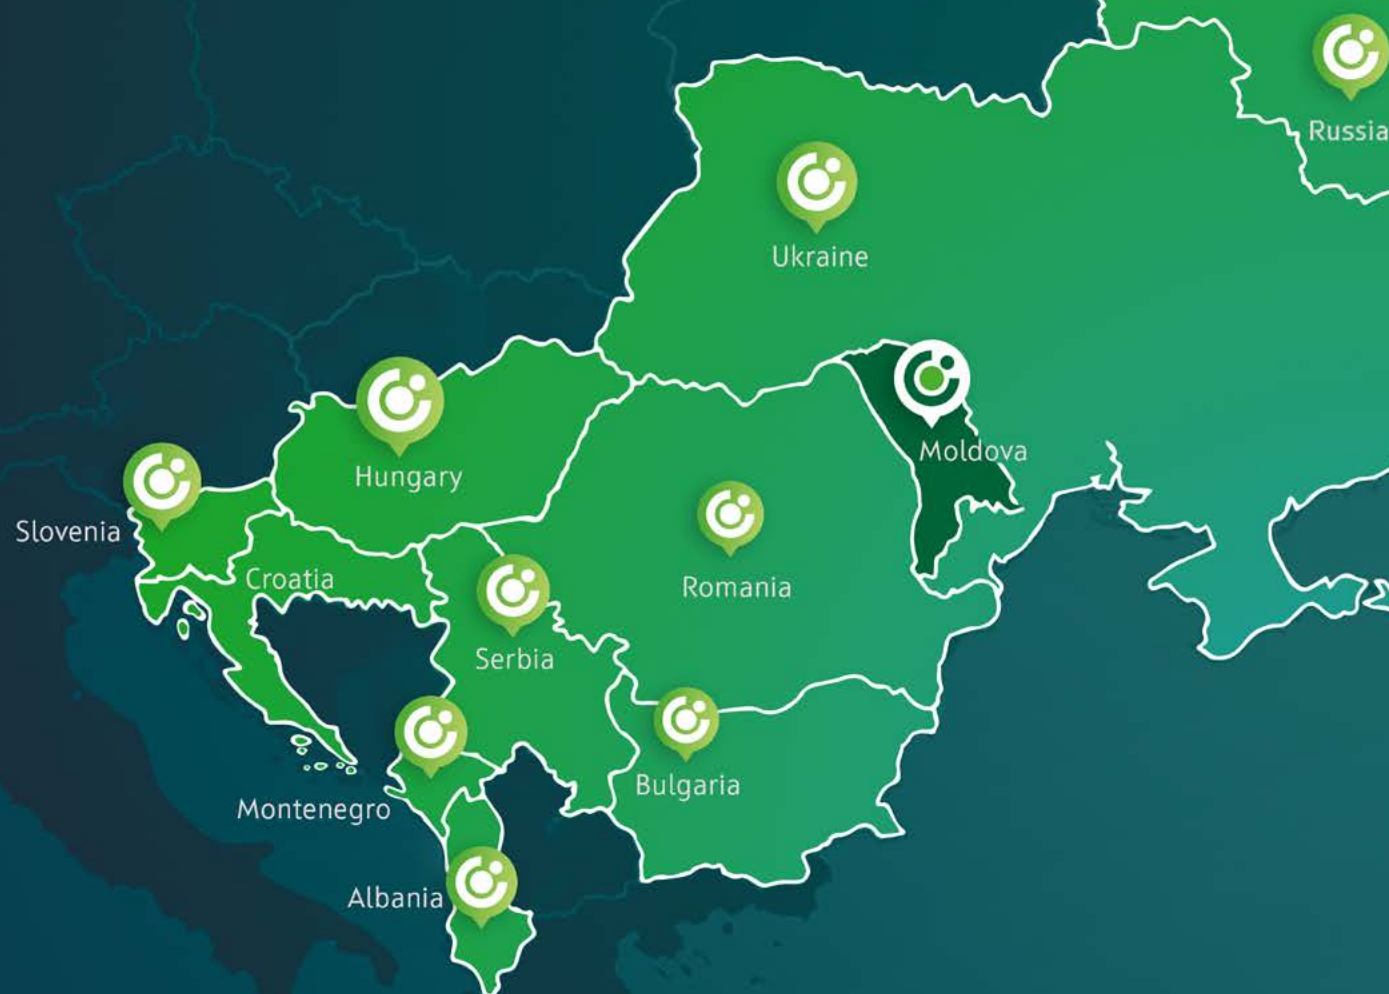 Russia
Ukraine
Moldova
Hungary
Slovenia
Croatia
Romania
Serbia
Bulgaria
Montenegro
Albania